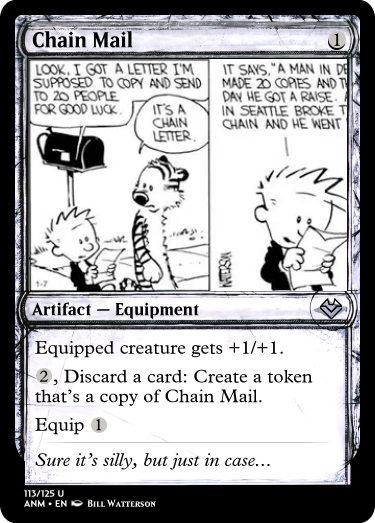 Chain Mail 1
LOOK, I GOT A LETTER I'M
SUPPOSED TO COPY AND SEND
TO 20 PEOPLE
FOR GOOD LUCK.
IT'S A
CHAIN
LETTER.
IT SAYS, "A MAN IN
MADE 20 COPIES AND
DAY HE GOT A RAISE.
IN SEATTLE BROKE
CHAIN AND HE WENT
1-7
WATTERSON
Artifact — Equipment
Equipped creature gets +1/+1.
2, Discard a card: Create a token
that's a copy of Chain Mail.
Equip 1
Sure it's silly, but just in case...
113/125 U
ANM • EN BILL WATTERSON